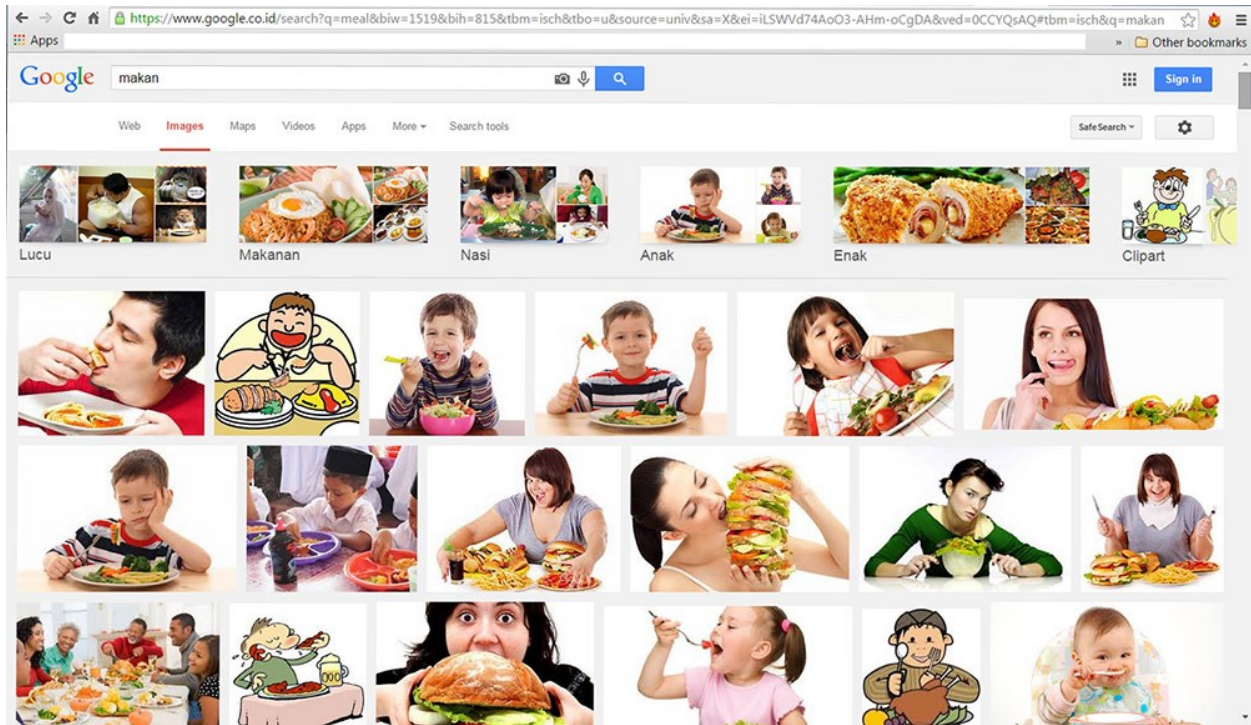 https://www.google.co.id/search?q=meal&biw=1519&bih=815&tbm=isch&tbo=u&source=univ&sa=X&ei=iLSWVd74AoO3-AHm-oCgDA&ved=0CCYQsAQ#tbm=isch&q=makan
Apps » Other bookmarks
Google makan Sign in
Web Images Maps Videos Apps More Search tools SafeSearch
Lucu Makanan Nasi Anak Enak Clipart